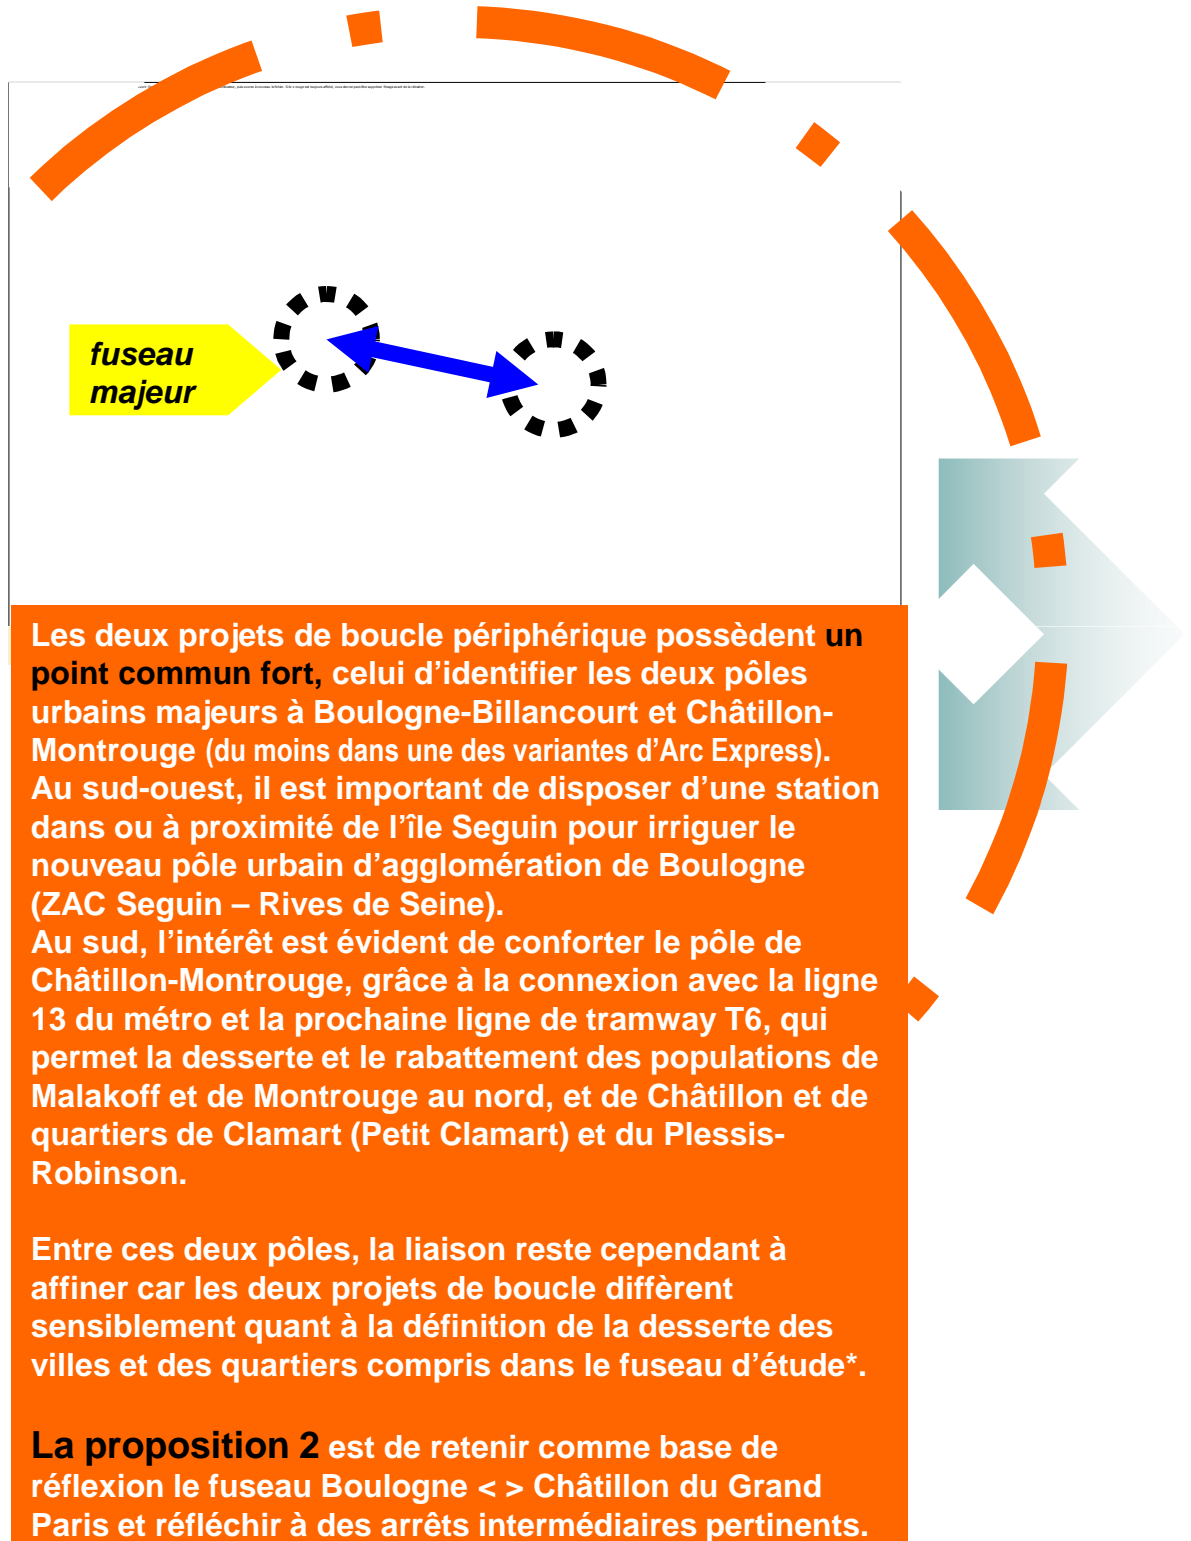 fuseau
majeur
Les deux projets de boucle périphérique possèdent un
point commun fort, celui d’identifier les deux pôles
urbains majeurs à Boulogne-Billancourt et Châtillon-
Montrouge (du moins dans une des variantes d’Arc Express).
Au sud-ouest, il est important de disposer d’une station
dans ou à proximité de l’île Seguin pour irriguer le
nouveau pôle urbain d’agglomération de Boulogne
(ZAC Seguin – Rives de Seine).
Au sud, l’intérêt est évident de conforter le pôle de
Châtillon-Montrouge, grâce à la connexion avec la ligne
13 du métro et la prochaine ligne de tramway T6, qui
permet la desserte et le rabattement des populations de
Malakoff et de Montrouge au nord, et de Châtillon et de
quartiers de Clamart (Petit Clamart) et du Plessis-
Robinson.
Entre ces deux pôles, la liaison reste cependant à
affiner car les deux projets de boucle diffèrent
sensiblement quant à la définition de la desserte des
villes et des quartiers compris dans le fuseau d’étude*.
La proposition 2 est de retenir comme base de
réflexion le fuseau Boulogne < > Châtillon du Grand
Paris et réfléchir à des arrêts intermédiaires pertinents.